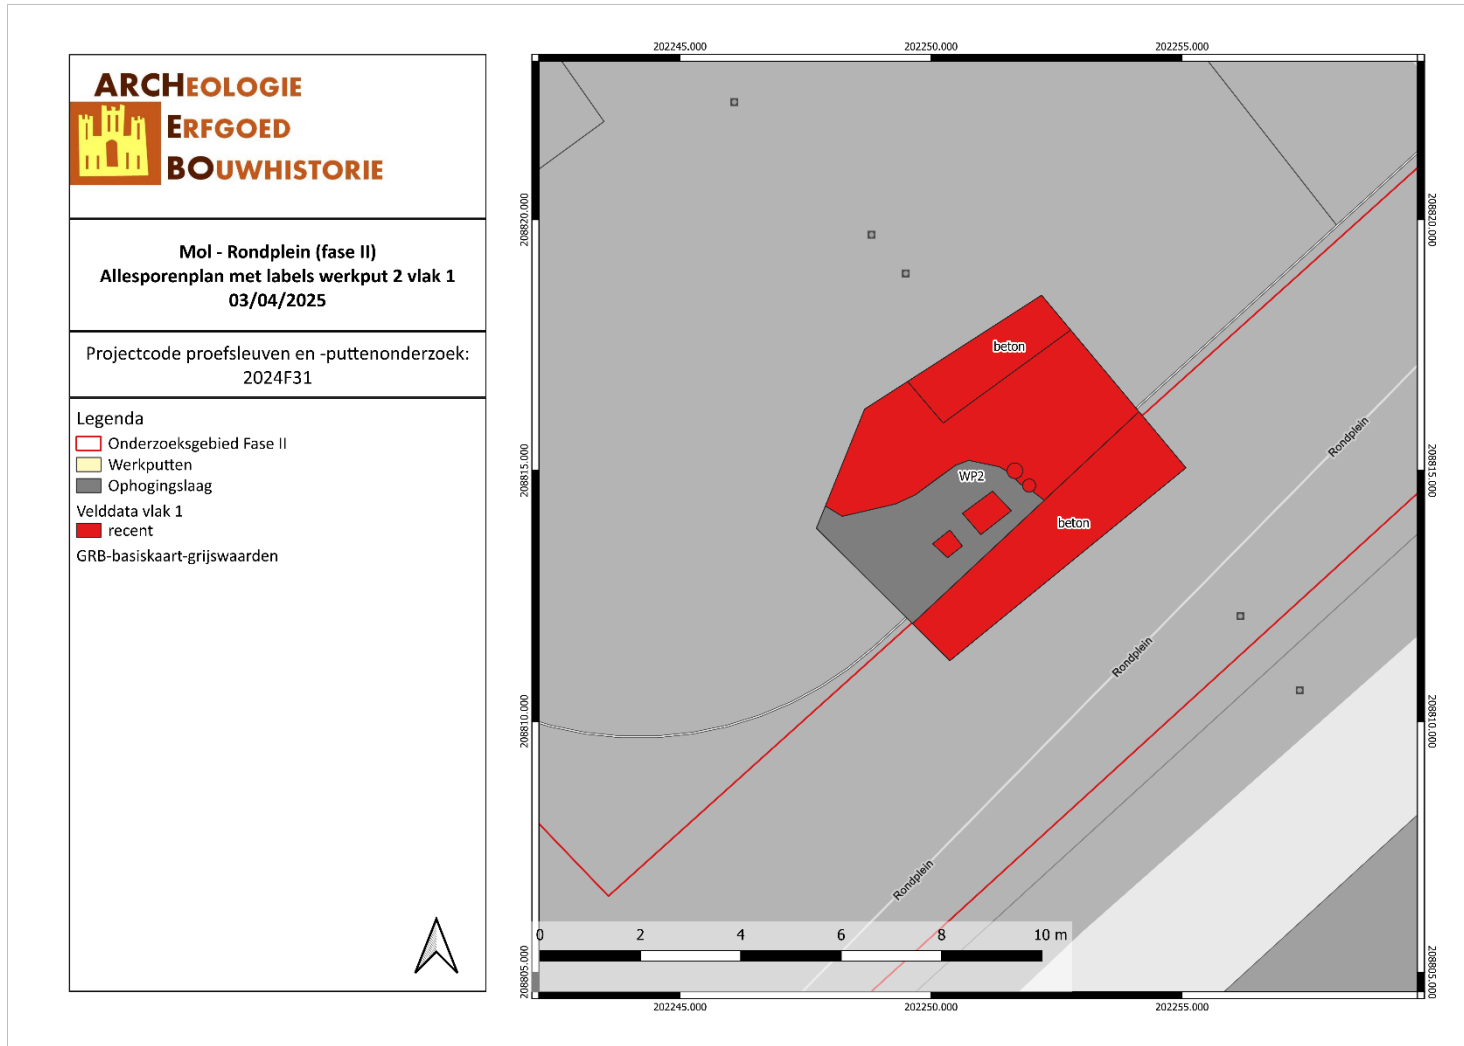 ARCHEOLOGIE
ERFGOED
BOUWHISTORIE
Mol - Rondplein (fase II)
Allesporenplan met labels werkput 2 vlak 1
03/04/2025
Projectcode proefsleuven en -puttenonderzoek:
2024F31
Legenda
Onderzoeksgebied Fase II
Werkputten
Ophogingslaag
Velddata vlak 1
recent
GRB-basiskaart-grijswaarden
202245.000
202250.000
202255.000
208820.000
208820.000
beton
Rondplein
208815.000
WP2
208815.000
beton
Rondplein
208810.000
208810.000
Rondplein
0 2 4 6 8 10 m
208805.000
208805.000
202245.000
202250.000
202255.000